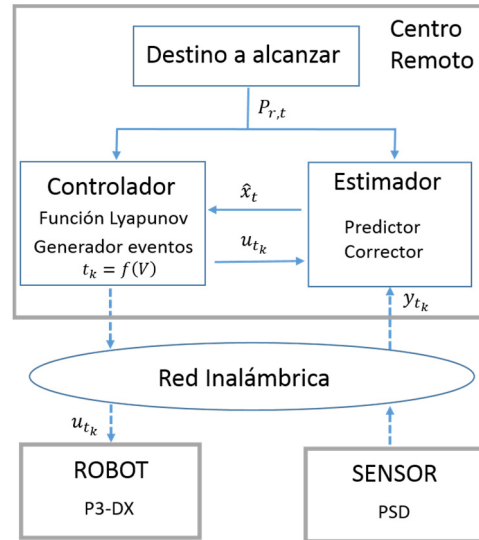 Centro
Remoto
Destino a alcanzar
$P_{r,t}$
Controlador
Función Lyapunov
Generador eventos
$t_k = f(V)$
$\hat{x}_t$
$u_{t_k}$
Estimador
Predictor
Corrector
$y_{t_k}$
Red Inalámbrica
$u_{t_k}$
ROBOT
P3-DX
SENSOR
PSD